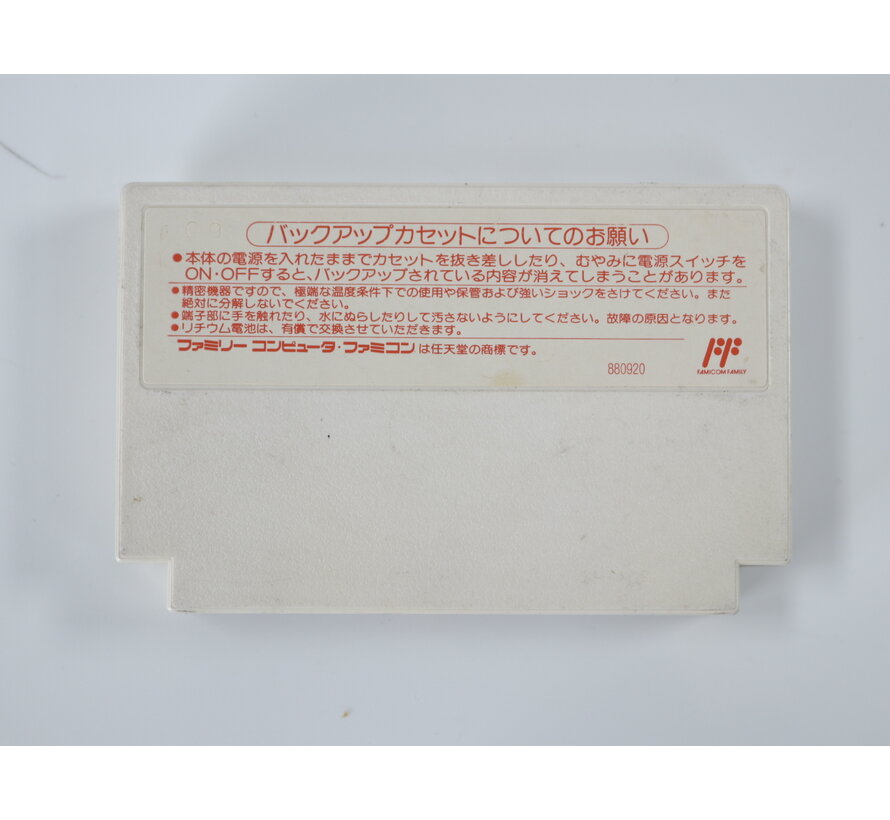 バックアップカセットについてのお願い
●本体の電源を入れたままでカセットを抜き差ししたり、むやみに電源スイッチを
ON・OFFすると、バックアップされている内容が消えてしまうことがあります。
●精密機器ですので、極端な温度条件下での使用や保管および強いショックをさけてください。また
絶対に分解しないでください。
●端子部に手を触れたり、水にぬらしたりして汚さないようにしてください。故障の原因となります。
●リチウム電池は、有償で交換させていただきます。
ファミリー コンピュータ・ファミコン は任天堂の商標です。
880920
FAMICOM FAMILY